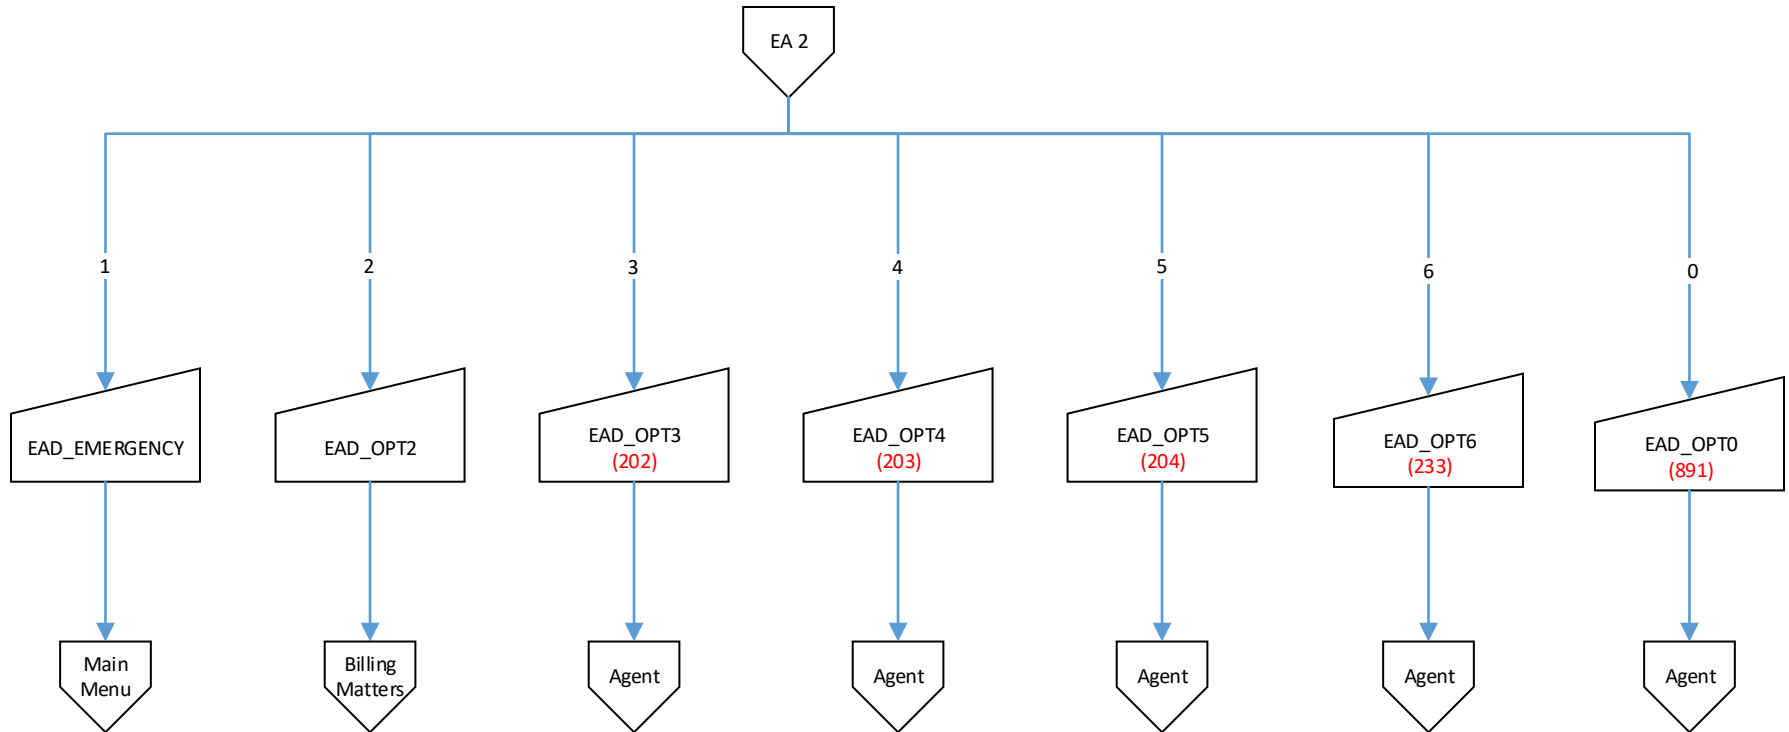 EA 2
1
2
3
4
5
6
0
EAD_EMERGENCY
EAD_OPT2
EAD_OPT3
(202)
EAD_OPT4
(203)
EAD_OPT5
(204)
EAD_OPT6
(233)
EAD_OPT0
(891)
Main
Menu
Billing
Matters
Agent
Agent
Agent
Agent
Agent